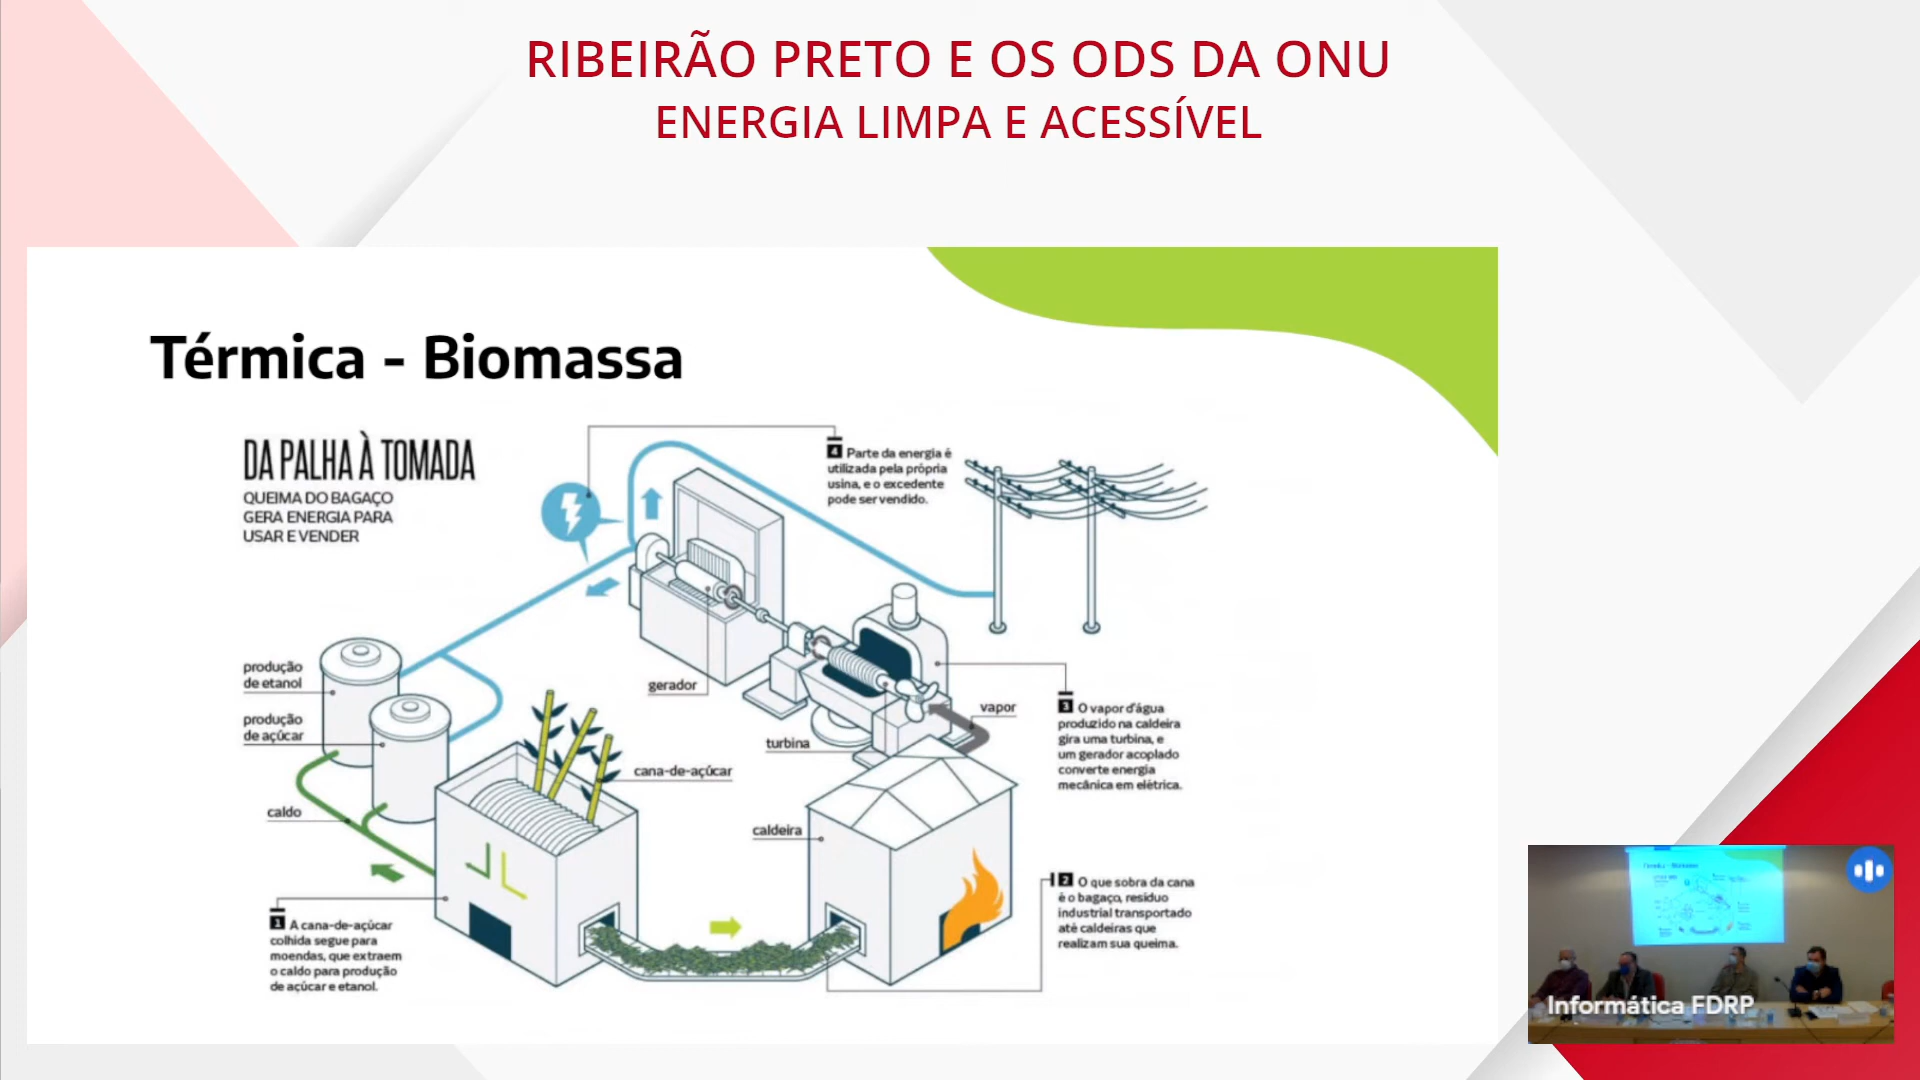 RIBEIRÃO PRETO E OS ODS DA ONU
ENERGIA LIMPA E ACESSÍVEL
Térmica - Biomassa
DA PALHA À TOMADA
QUEIMA DO BAGAÇO
GERA ENERGIA PARA
USAR E VENDER
4 Parte da energia é
utilizada pela própria
usina, e o excedente
pode ser vendido.
produção
de etanol
produção
de açúcar
gerador
turbina
vapor
cana-de-açúcar
caldo
caldeira
3 O vapor d'água
produzido na caldeira
gira uma turbina, e
um gerador acoplado
converte energia
mecânica em elétrica.
2 O que sobra da cana
é o bagaço, resíduo
industrial transportado
até caldeiras que
realizam sua queima.
1 A cana-de-açúcar
colhida segue para
moendas, que extraem
o caldo para produção
de açúcar e etanol.
Térmica - Biomassa
Informática FDRP